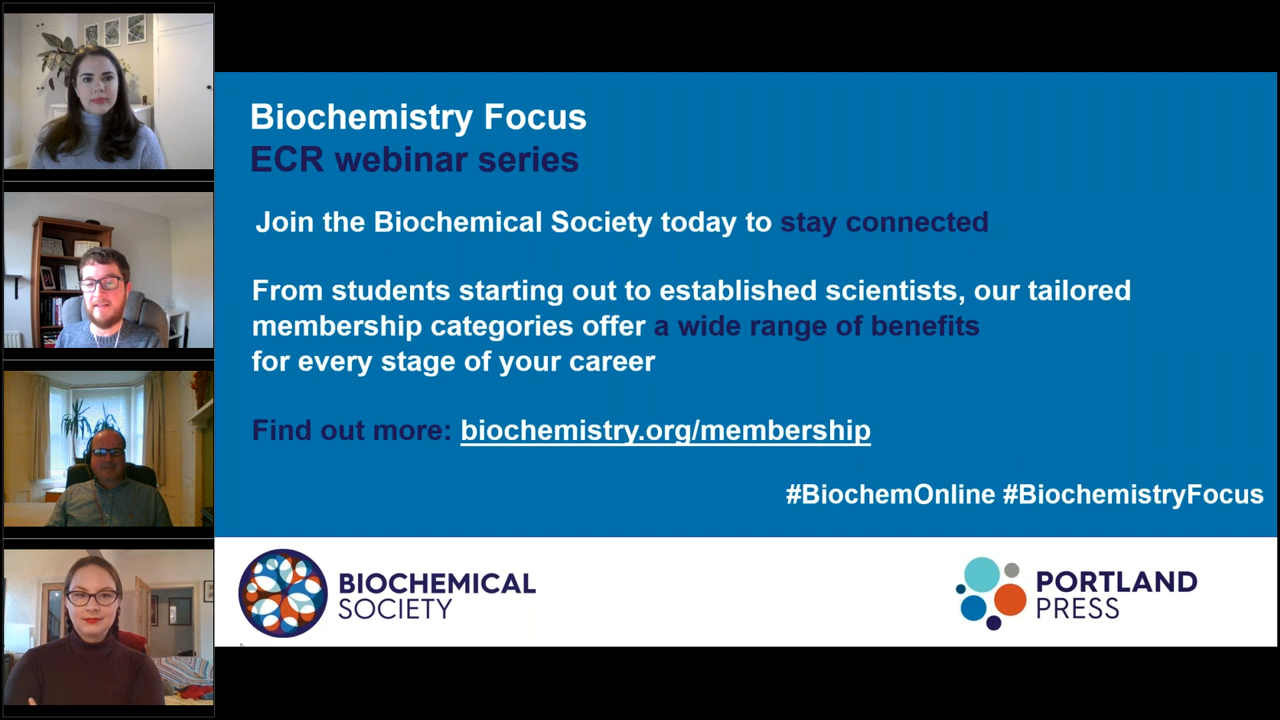 Biochemistry Focus
ECR webinar series
Join the Biochemical Society today to stay connected
From students starting out to established scientists, our tailored
membership categories offer a wide range of benefits
for every stage of your career
Find out more: biochemistry.org/membership
#BiochemOnline #BiochemistryFocus
BIOCHEMICAL
SOCIETY
PORTLAND
PRESS